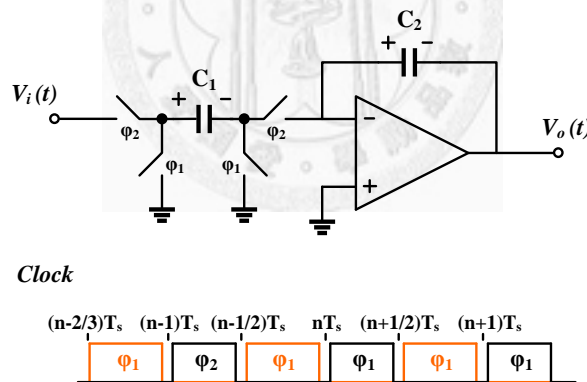 C₂
+ −
C₁
Vi(t)
+ −
φ₂
φ₂
−
Vo(t)
φ₁
φ₁
+
Clock
(n-2/3)Ts (n-1)Ts (n-1/2)Ts nTs (n+1/2)Ts (n+1)Ts
φ₁ φ₂ φ₁ φ₁ φ₁ φ₁